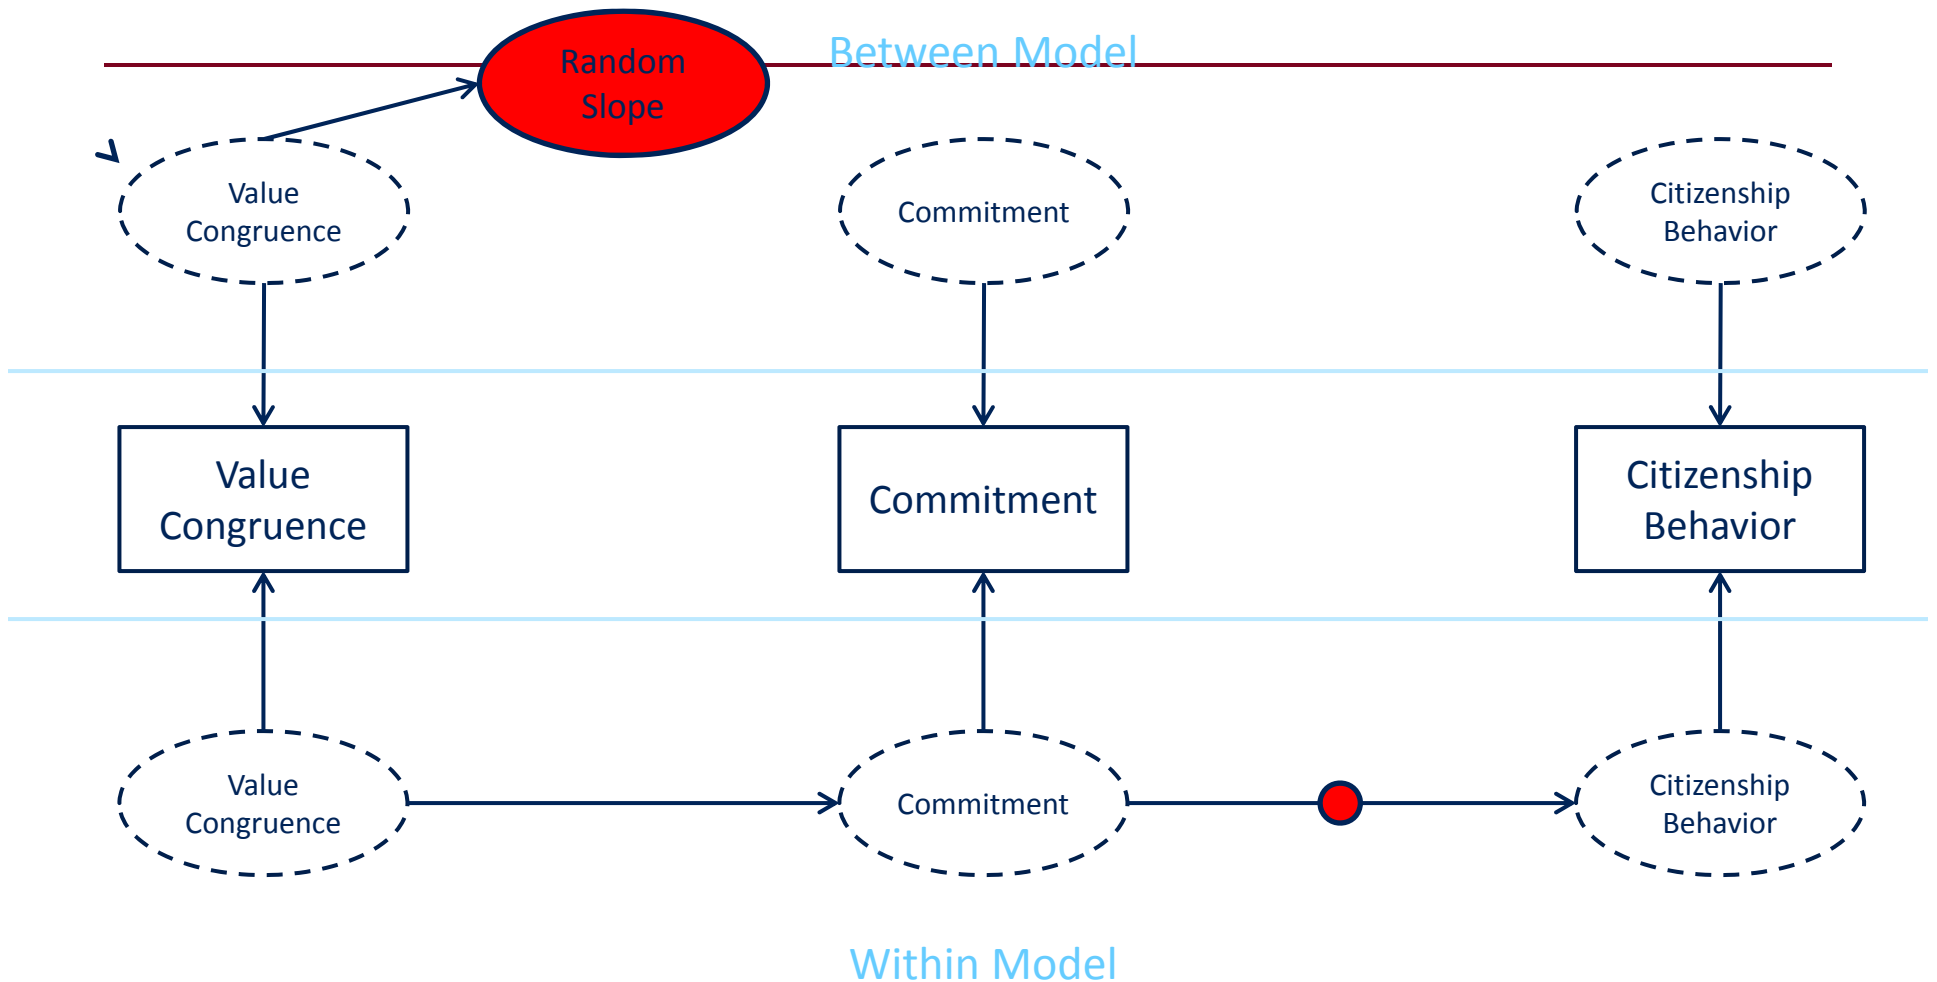 Between Model
Random
Slope
Value
Congruence
Commitment
Citizenship
Behavior
Value
Congruence
Commitment
Citizenship
Behavior
Value
Congruence
Commitment
Citizenship
Behavior
Within Model